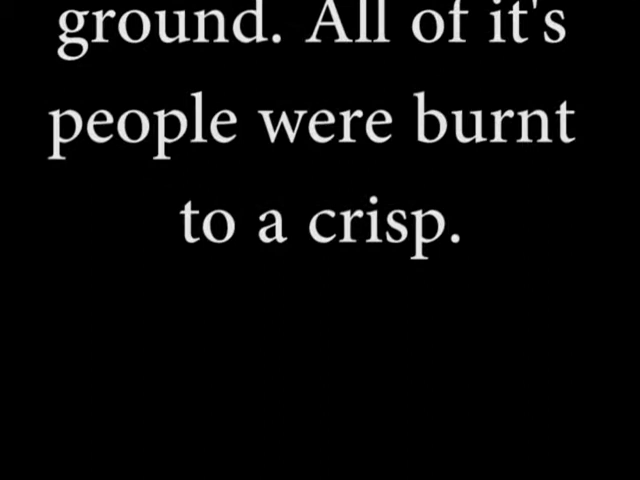 ground. All of it's
people were burnt
to a crisp.